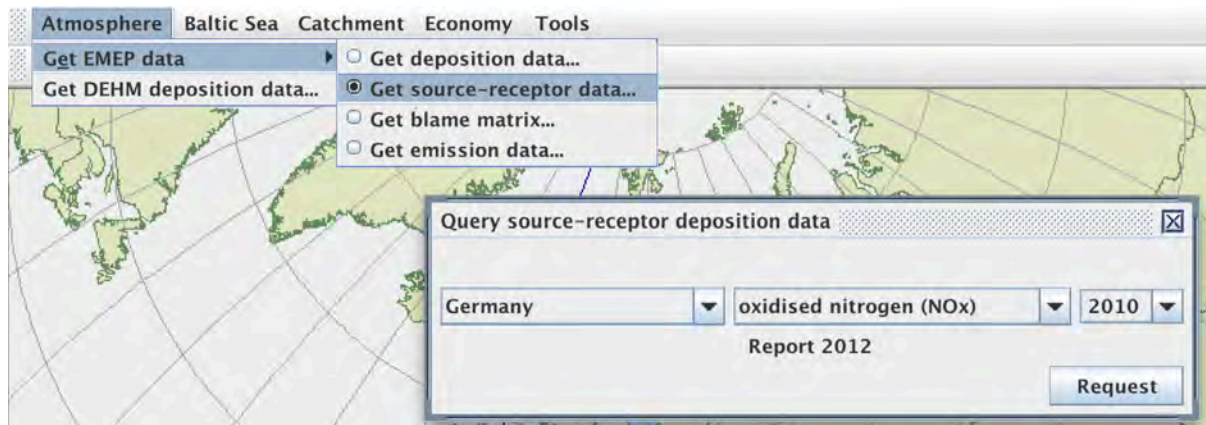 Atmosphere Baltic Sea Catchment Economy Tools
Get EMEP data
Get DEHM deposition data...
Get deposition data...
Get source-receptor data...
Get blame matrix...
Get emission data...
Query source-receptor deposition data
Germany oxidised nitrogen (NOx) 2010
Report 2012
Request